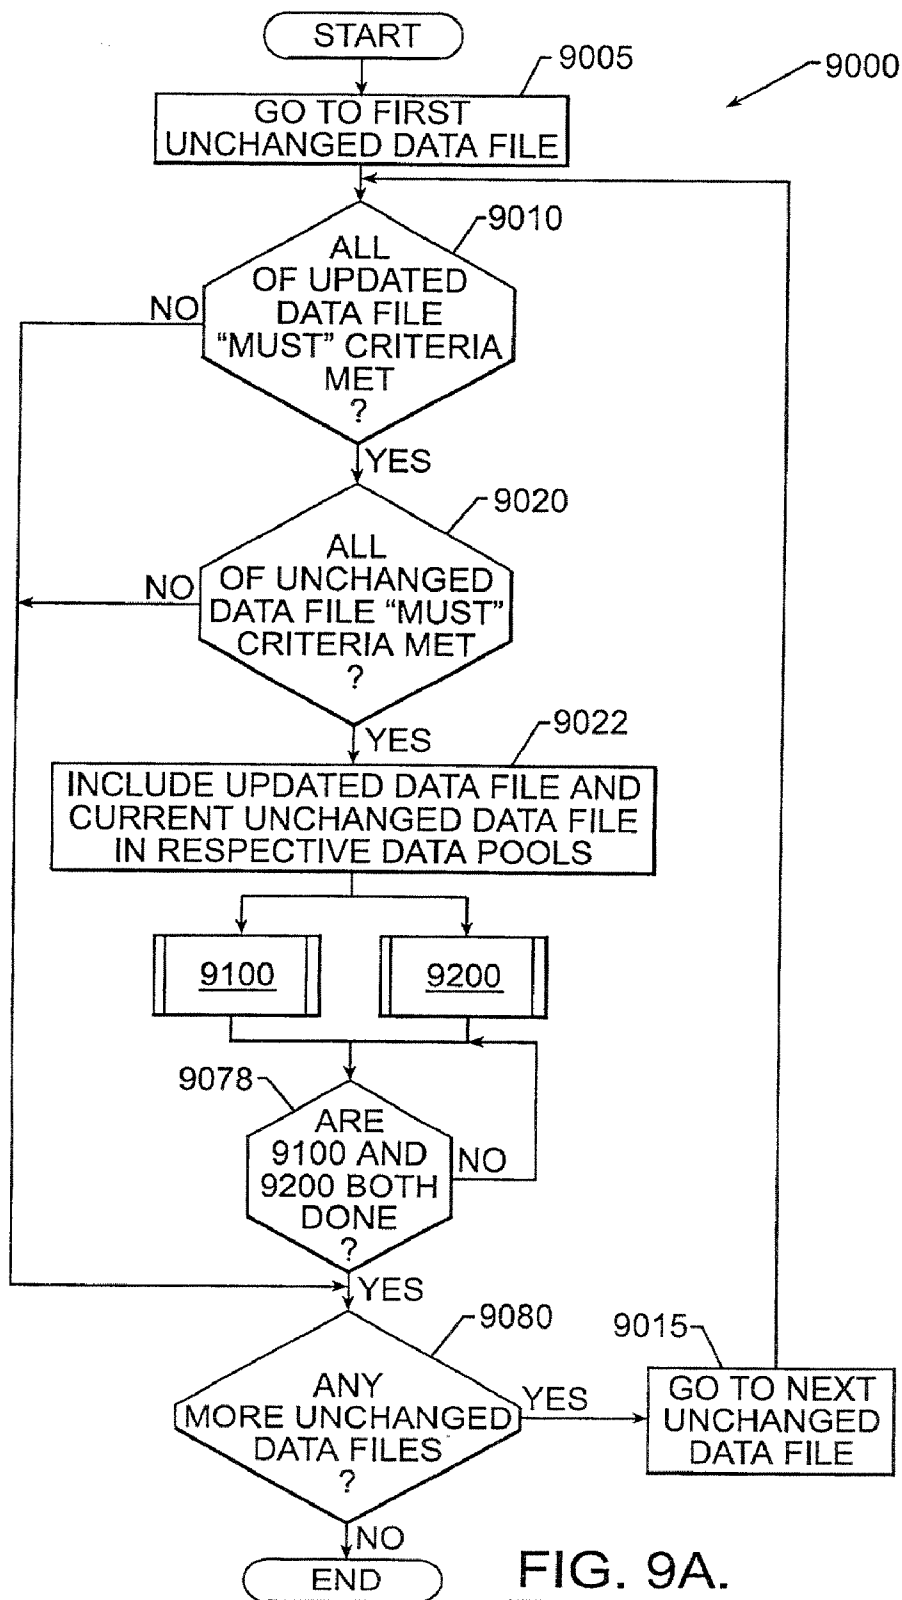 START
9005
9000
GO TO FIRST
UNCHANGED DATA FILE
9010
ALL
OF UPDATED
DATA FILE
“MUST” CRITERIA
MET
?
NO
YES
9020
ALL
OF UNCHANGED
DATA FILE “MUST”
CRITERIA MET
?
NO
YES
9022
INCLUDE UPDATED DATA FILE AND
CURRENT UNCHANGED DATA FILE
IN RESPECTIVE DATA POOLS
9100
9200
9078
ARE
9100 AND
9200 BOTH
DONE
?
NO
YES
9080
9015
ANY
MORE UNCHANGED
DATA FILES
?
YES
GO TO NEXT
UNCHANGED
DATA FILE
NO
END
FIG. 9A.